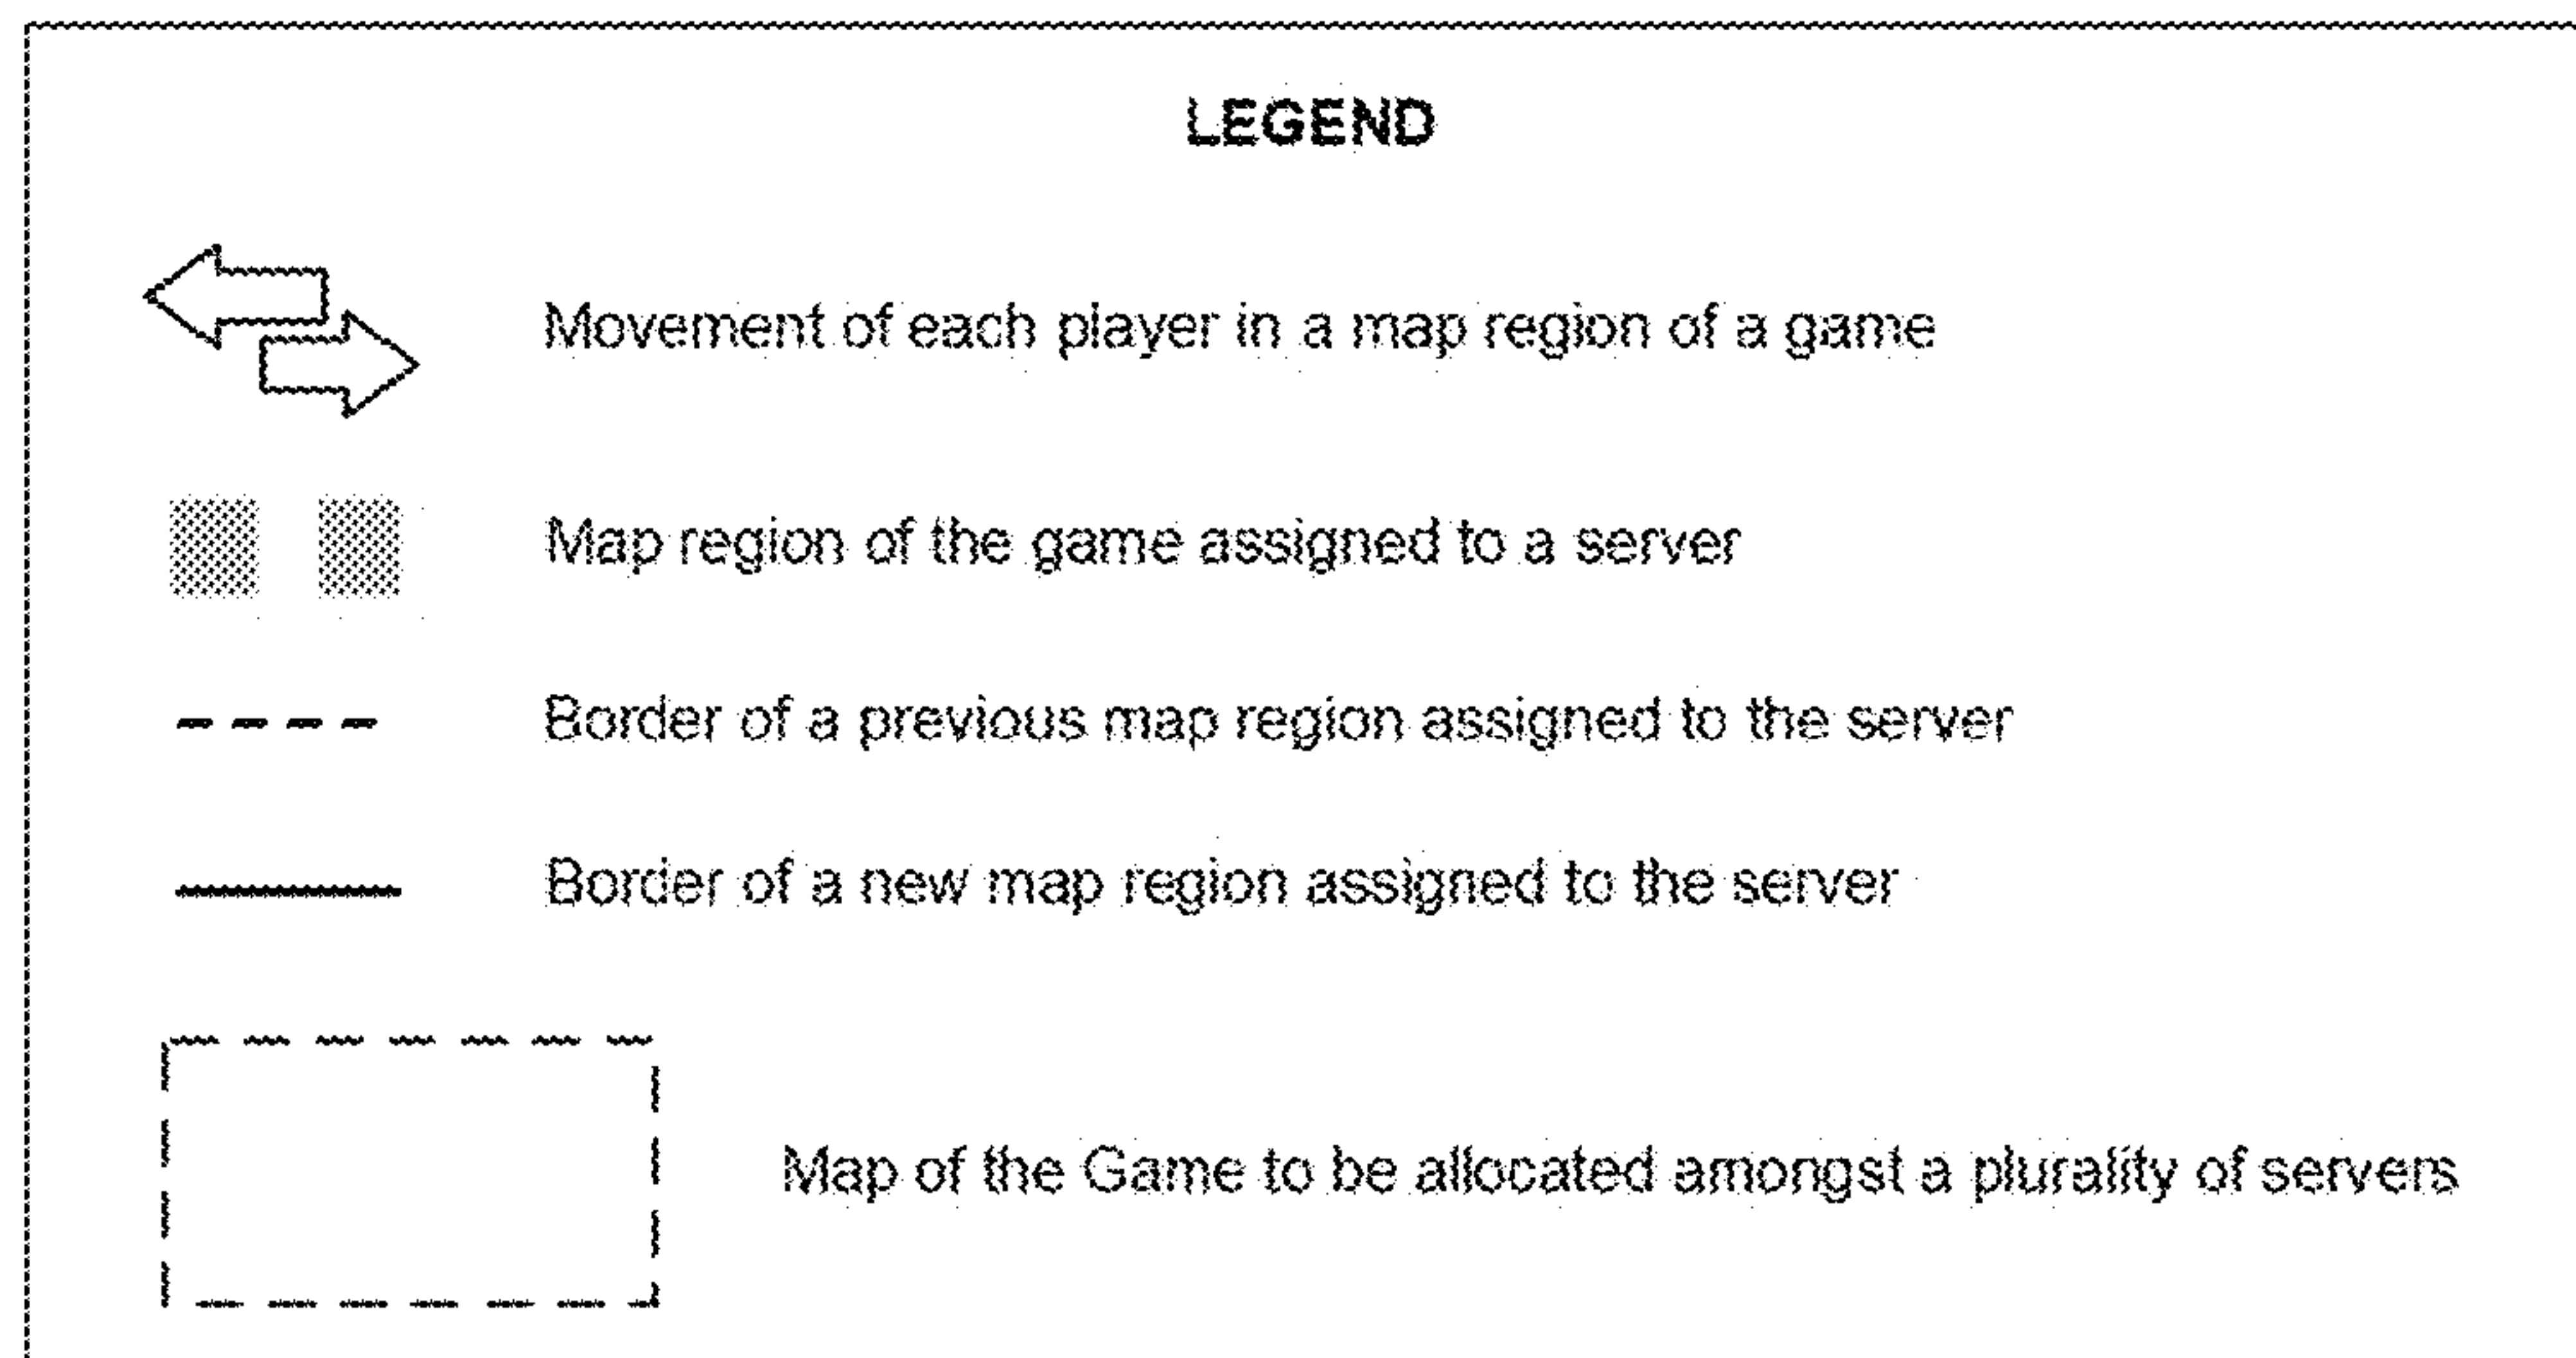 LEGEND
Movement of each player in a map region of a game
Map region of the game assigned to a server
Border of a previous map region assigned to the server
Border of a new map region assigned to the server
Map of the Game to be allocated amongst a plurality of servers